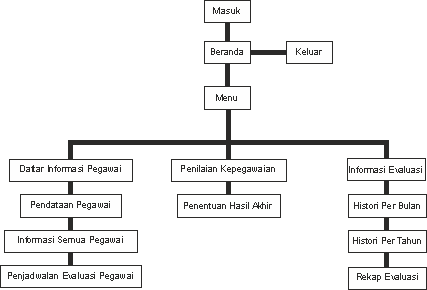 Masuk
Beranda
Keluar
Menu
Daftar Informasi Pegawai
Penilaian Kepegawaian
Informasi Evaluasi
Pendataan Pegawai
Penentuan Hasil Akhir
Histori Per Bulan
Informasi Semua Pegawai
Histori Per Tahun
Penjadwalan Evaluasi Pegawai
Rekap Evaluasi